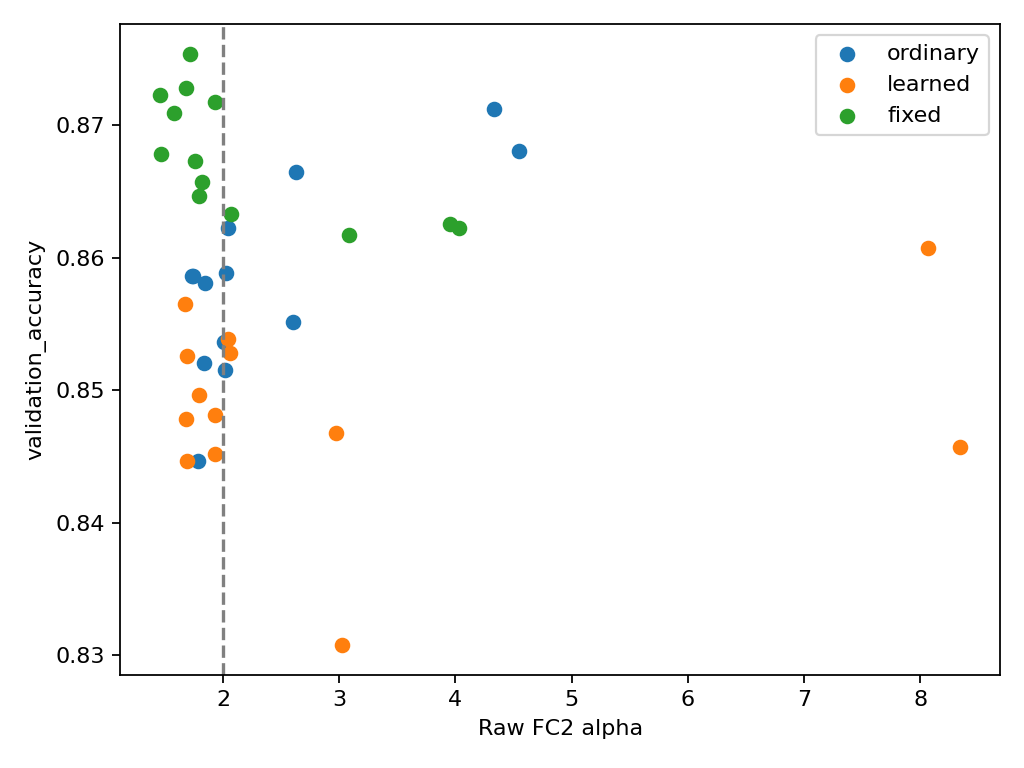 ordinary
learned
fixed
0.87
0.86
0.85
0.84
0.83
validation_accuracy
2 3 4 5 6 7 8
Raw FC2 alpha